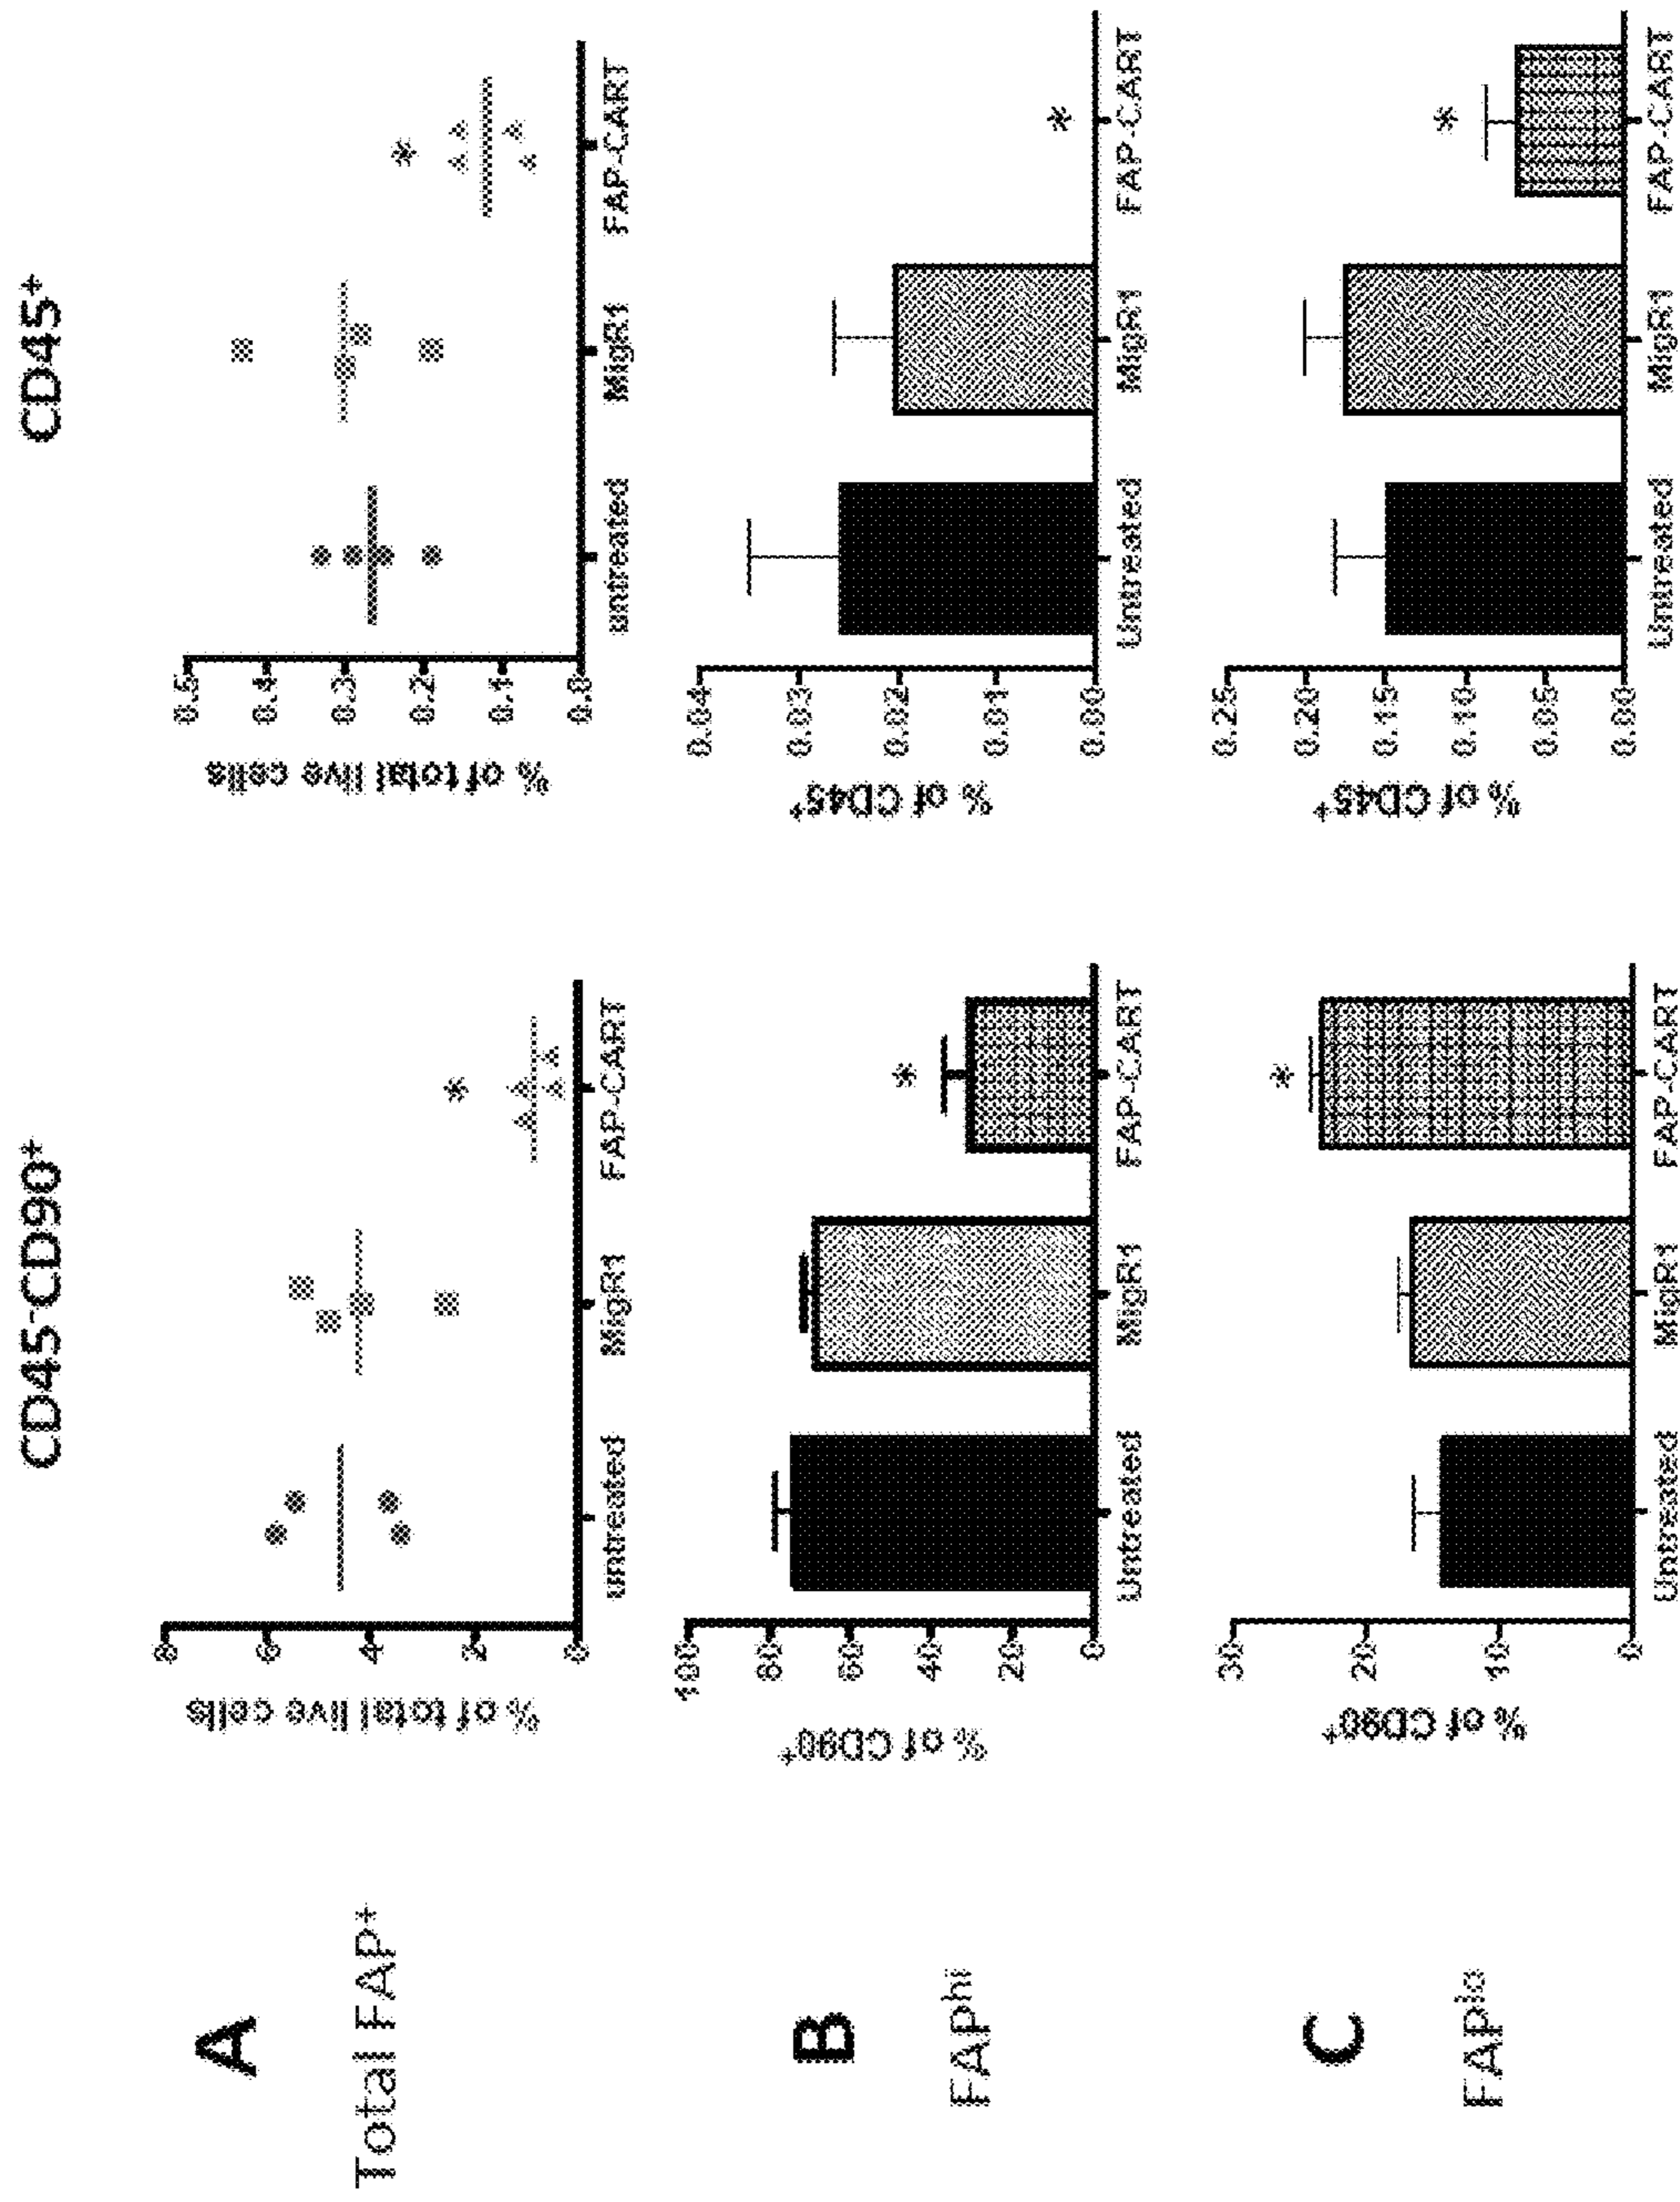 CD45⁻CD90⁺
CD45⁺
A
Total FAP⁺
% of total live cells
8
6
4
2
0
untreated
MigR1
FAP-CART
*
% of total live cells
0.5
0.4
0.3
0.2
0.1
0.0
untreated
MigR1
FAP-CART
*
B
FAPʰⁱ
% of CD90⁺
100
80
60
40
20
0
Untreated
MigR1
FAP-CART
*
% of CD45⁺
0.04
0.03
0.02
0.01
0.00
Untreated
MigR1
FAP-CART
*
C
FAPˡᵒ
% of CD90⁺
30
20
10
0
Untreated
MigR1
FAP-CART
*
% of CD45⁺
0.25
0.20
0.15
0.10
0.05
0.00
Untreated
MigR1
FAP-CART
*